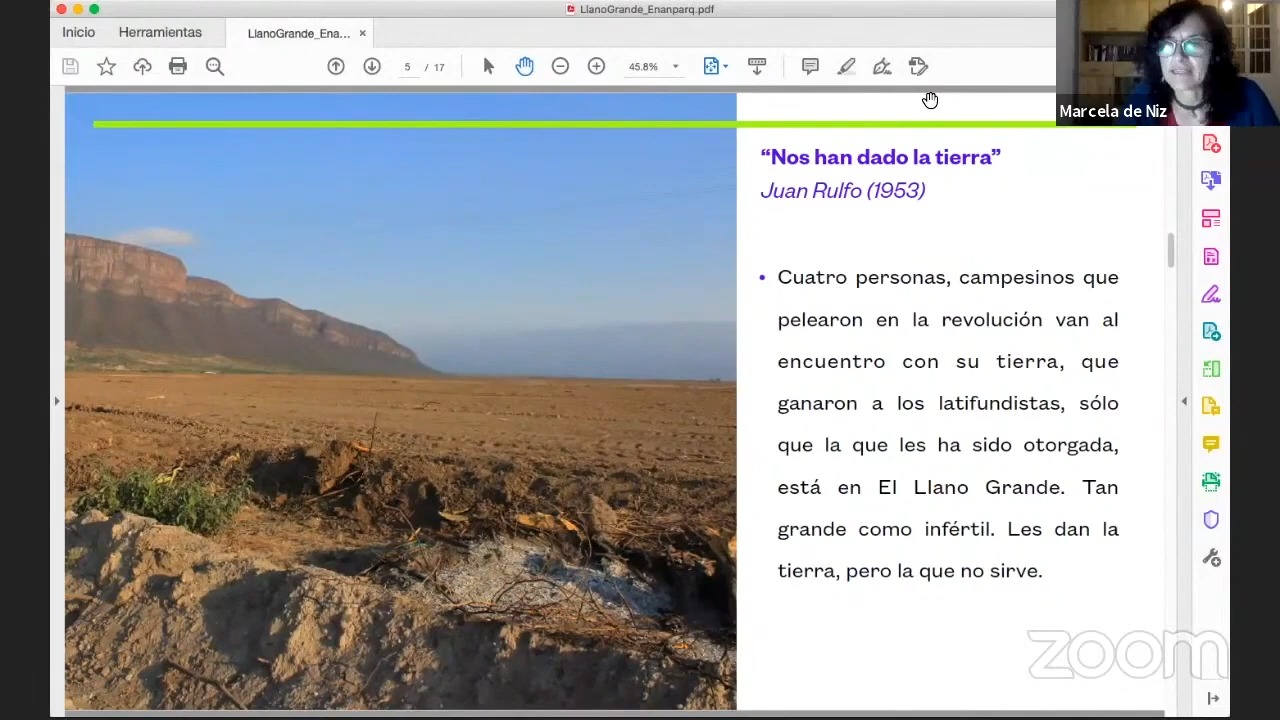 LlanoGrande_Enanparq.pdf
Inicio
Herramientas
LlanoGrande_Ena...
5 / 17
45.8%
Marcela de Niz
“Nos han dado la tierra”
Juan Rulfo (1953)
• Cuatro personas, campesinos que
pelearon en la revolución van al
encuentro con su tierra, que
ganaron a los latifundistas, sólo
que la que les ha sido otorgada,
está en El Llano Grande. Tan
grande como infértil. Les dan la
tierra, pero la que no sirve.
zoom